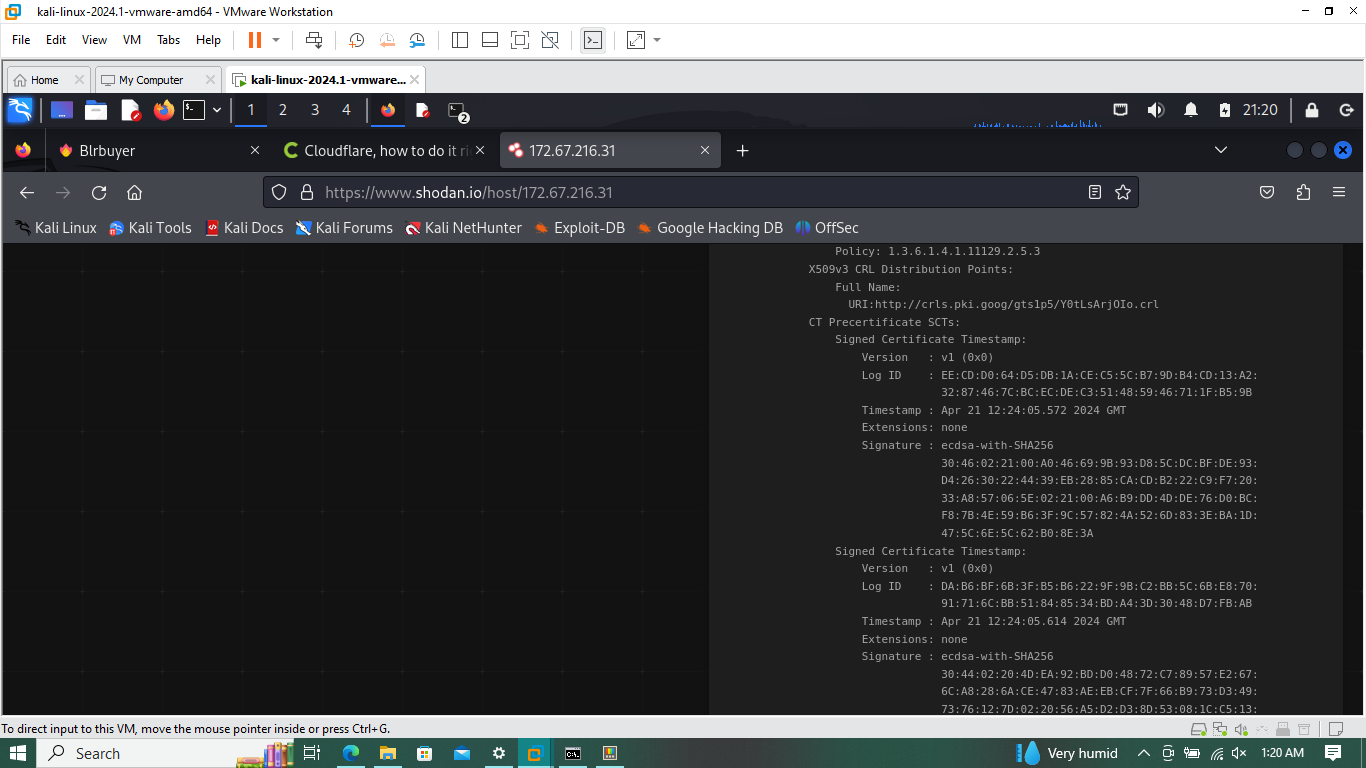 kali-linux-2024.1-vmware-amd64 - VMware Workstation
File Edit View VM Tabs Help
Home My Computer kali-linux-2024.1-vmware...
1 2 3 4 2 21:20
Blrbuyer Cloudflare, how to do it ri 172.67.216.31
https://www.shodan.io/host/172.67.216.31
Kali Linux Kali Tools Kali Docs Kali Forums Kali NetHunter Exploit-DB Google Hacking DB OffSec
Policy: 1.3.6.1.4.1.11129.2.5.3
X509v3 CRL Distribution Points:
Full Name:
URI:http://crls.pki.goog/gts1p5/Y0tLsArjOIo.crl
CT Precertificate SCTs:
Signed Certificate Timestamp:
Version : v1 (0x0)
Log ID : EE:CD:D0:64:D5:DB:1A:CE:C5:5C:B7:9D:B4:CD:13:A2:
32:87:46:7C:BC:EC:DE:C3:51:48:59:46:71:1F:B5:9B
Timestamp : Apr 21 12:24:05.572 2024 GMT
Extensions: none
Signature : ecdsa-with-SHA256
30:46:02:21:00:A0:46:69:9B:93:D8:5C:DC:BF:DE:93:
D4:26:30:22:44:39:EB:28:85:CA:CD:B2:22:C9:F7:20:
33:A8:57:06:5E:02:21:00:A6:B9:DD:4D:DE:76:D0:BC:
F8:7B:4E:59:B6:3F:9C:57:82:4A:52:6D:83:3E:BA:1D:
47:5C:6E:5C:62:B0:8E:3A
Signed Certificate Timestamp:
Version : v1 (0x0)
Log ID : DA:B6:BF:6B:3F:B5:B6:22:9F:9B:C2:BB:5C:6B:E8:70:
91:71:6C:BB:51:84:85:34:BD:A4:3D:30:48:D7:FB:AB
Timestamp : Apr 21 12:24:05.614 2024 GMT
Extensions: none
Signature : ecdsa-with-SHA256
30:44:02:20:4D:EA:92:BD:D0:48:72:C7:89:57:E2:67:
6C:A8:28:6A:CE:47:83:AE:EB:CF:7F:66:B9:73:D3:49:
73:76:12:7D:02:20:56:A5:D2:D3:8D:53:08:1C:C5:13:
To direct input to this VM, move the mouse pointer inside or press Ctrl+G.
Search Very humid 1:20 AM